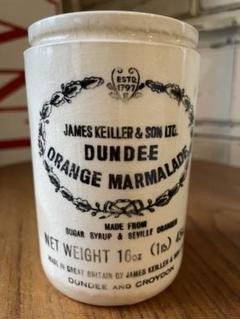 ESTD
1797
JAMES KEILLER & SON LTD.
DUNDEE
ORANGE MARMALADE
MADE FROM
SUGAR SYRUP & SEVILLE ORANGES
NET WEIGHT 16oz (1lb)
MADE IN GREAT BRITAIN BY JAMES KEILLER &
DUNDEE AND CROYDON